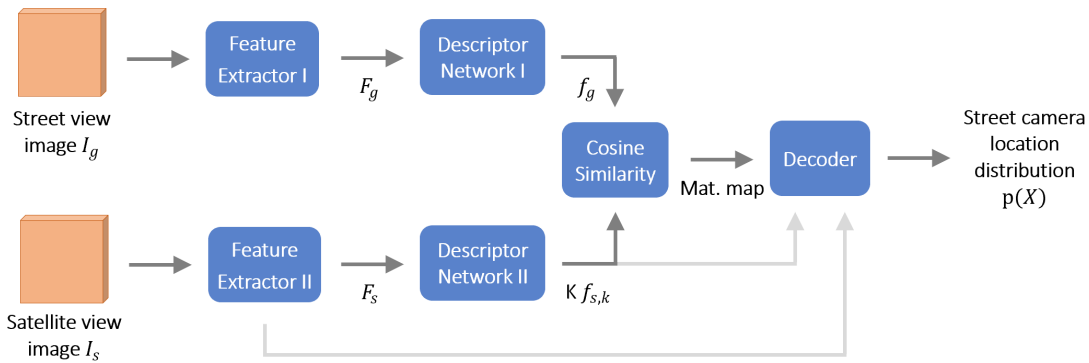 Street view
image I_g
Feature
Extractor I
F_g
Descriptor
Network I
f_g
Cosine
Similarity
Mat. map
Decoder
Street camera
location
distribution
p(X)
Satellite view
image I_s
Feature
Extractor II
F_s
Descriptor
Network II
K f_{s,k}